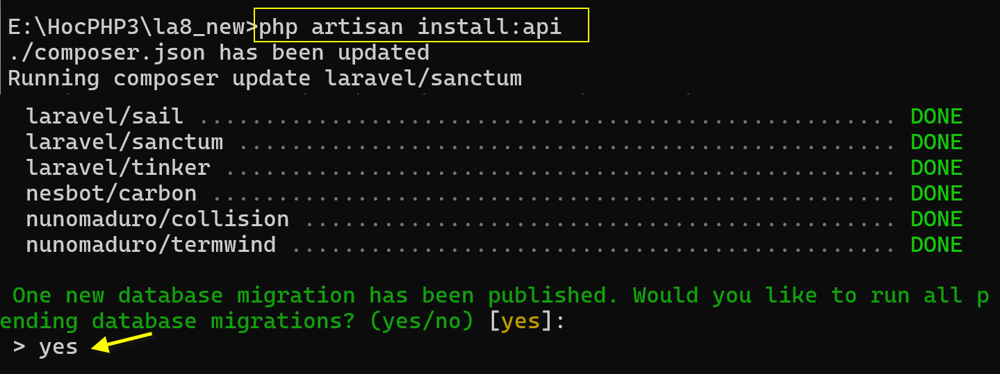 E:\HocPHP3\la8_new>php artisan install:api
./composer.json has been updated
Running composer update laravel/sanctum
laravel/sail ..................................................... DONE
laravel/sanctum .................................................. DONE
laravel/tinker ................................................... DONE
nesbot/carbon .................................................... DONE
nunomaduro/collision ............................................. DONE
nunomaduro/termwind .............................................. DONE
One new database migration has been published. Would you like to run all p
ending database migrations? (yes/no) [yes]:
> yes